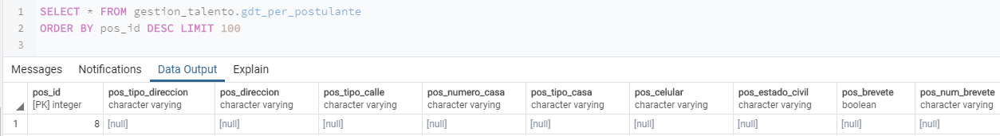 1 SELECT * FROM gestion_talento.gdt_per_postulante
2 ORDER BY pos_id DESC LIMIT 100
3
Messages Notifications Data Output Explain
pos_id pos_tipo_direccion pos_direccion pos_tipo_calle pos_numero_casa pos_tipo_casa pos_celular pos_estado_civil pos_brevete pos_num_brevete
[PK] integer character varying character varying character varying character varying character varying character varying character varying boolean character varying
1 8 [null] [null] [null] [null] [null] [null] [null] [null] [null]